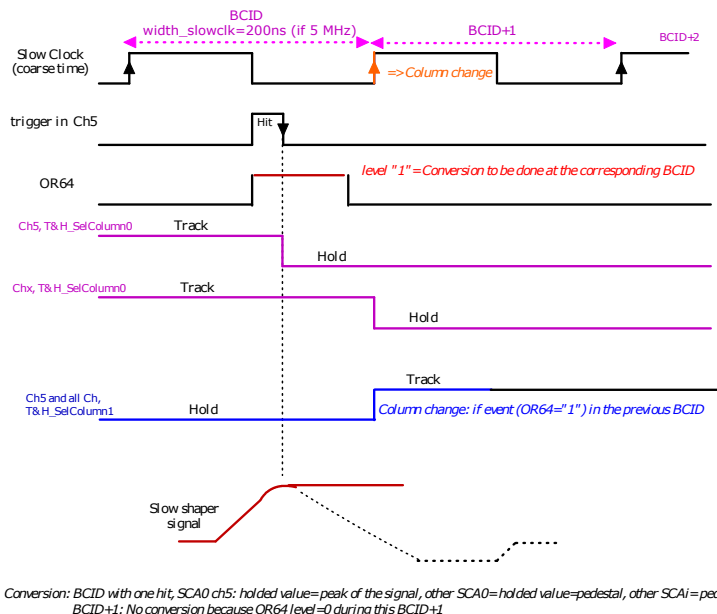 BCID
width_slowclk=200ns (if 5 MHz)
BCID+1
BCID+2
Slow Clock
(coarse time)
=> Column change
trigger in Ch5
Hit
OR64
level "1" = Conversion to be done at the corresponding BCID
Ch5, T&H_SelColumn0
Track
Hold
Chx, T&H_SelColumn0
Track
Hold
Track
Ch5 and all Ch,
T&H_SelColumn1
Hold
Column change: if event (OR64="1") in the previous BCID
Slow shaper
signal
Conversion: BCID with one hit, SCA0 ch5: holded value= peak of the signal, other SCA0= holded value=pedestal, other SCAi= pe
BCID+1: No conversion because OR64 level=0 during this BCID+1